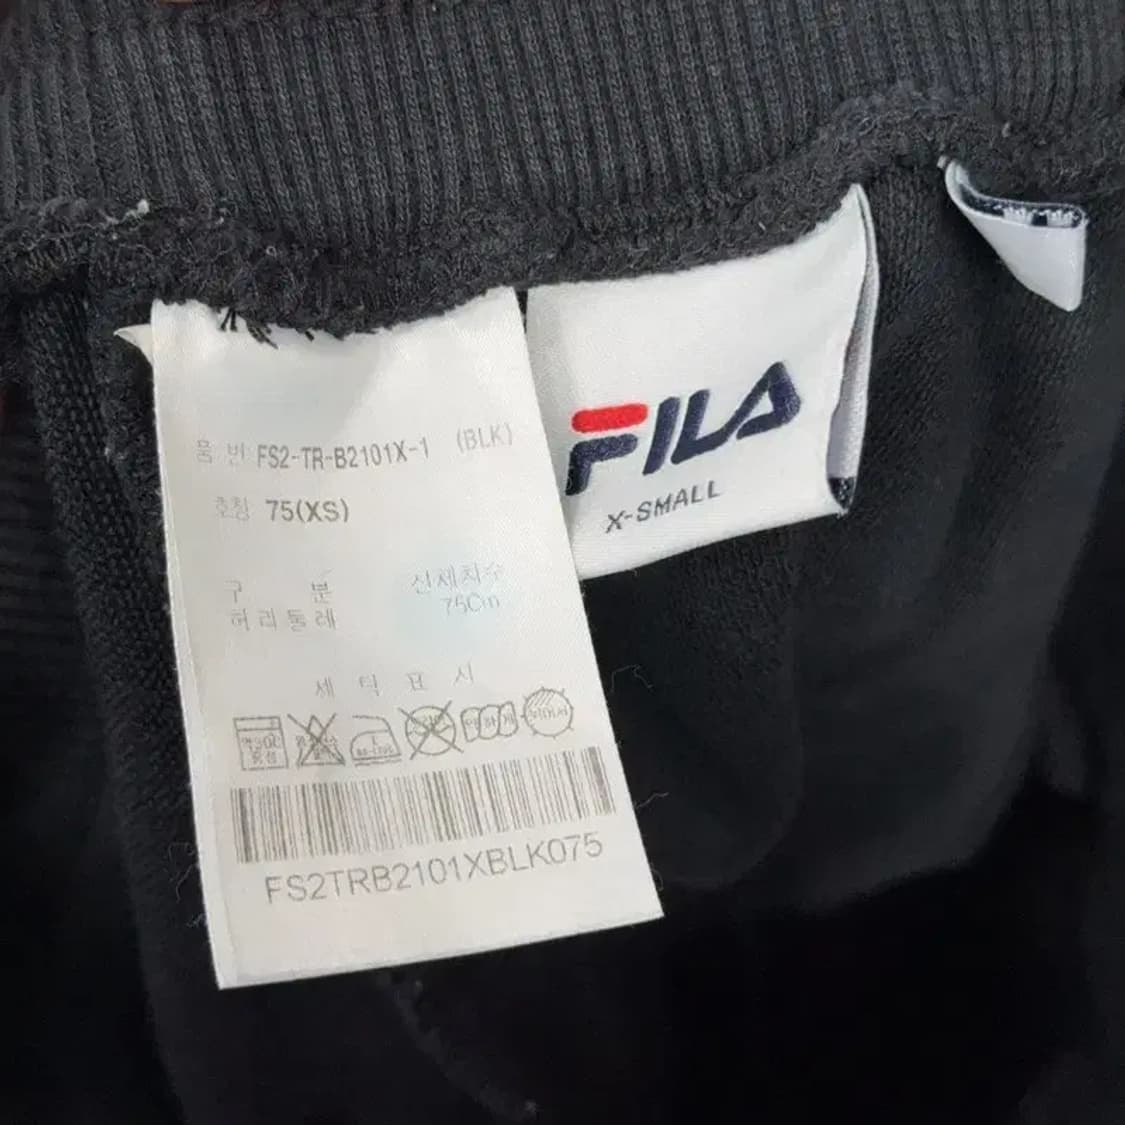 품 번 FS2-TR-B2101X-1 (BLK)
호칭 75(XS)
구 분 신체치수
허리둘레 75Cm
세 탁 표 시
FS2TRB2101XBLK075
FILA
X-SMALL